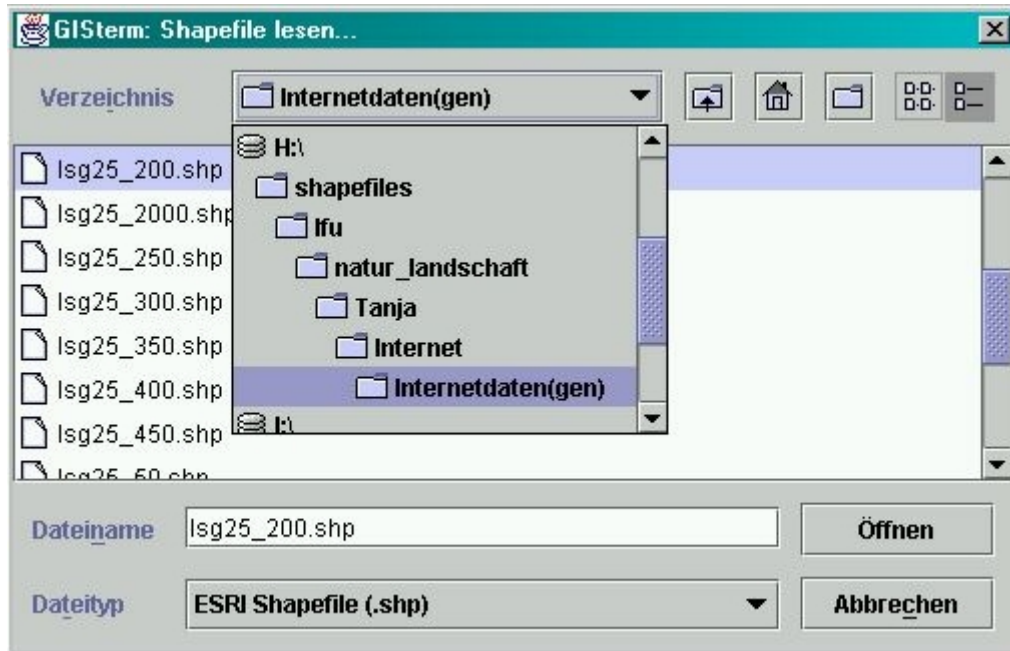 GISterm: Shapefile lesen...
Verzeichnis
Internetdaten(gen)
H:\
shapefiles
lfu
natur_landschaft
Tanja
Internet
Internetdaten(gen)
I:\
lsg25_200.shp
lsg25_2000.shp
lsg25_250.shp
lsg25_300.shp
lsg25_350.shp
lsg25_400.shp
lsg25_450.shp
Dateiname
lsg25_200.shp
Öffnen
Dateityp
ESRI Shapefile (.shp)
Abbrechen